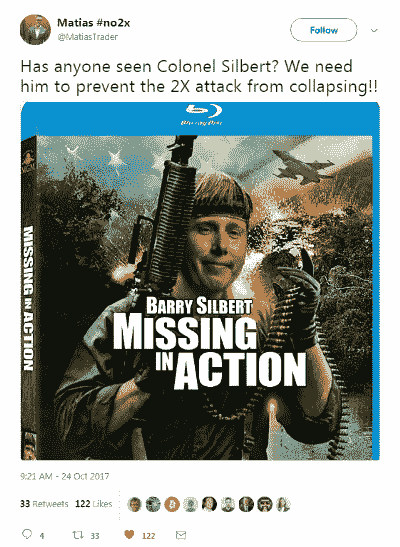 Matias #no2x
@MatiasTrader
Follow
Has anyone seen Colonel Silbert? We need
him to prevent the 2X attack from collapsing!!
Blu-ray Disc
MISSING IN ACTION
BARRY SILBERT
MISSING
IN ACTION
9:21 AM - 24 Oct 2017
33 Retweets 122 Likes
4 33 122